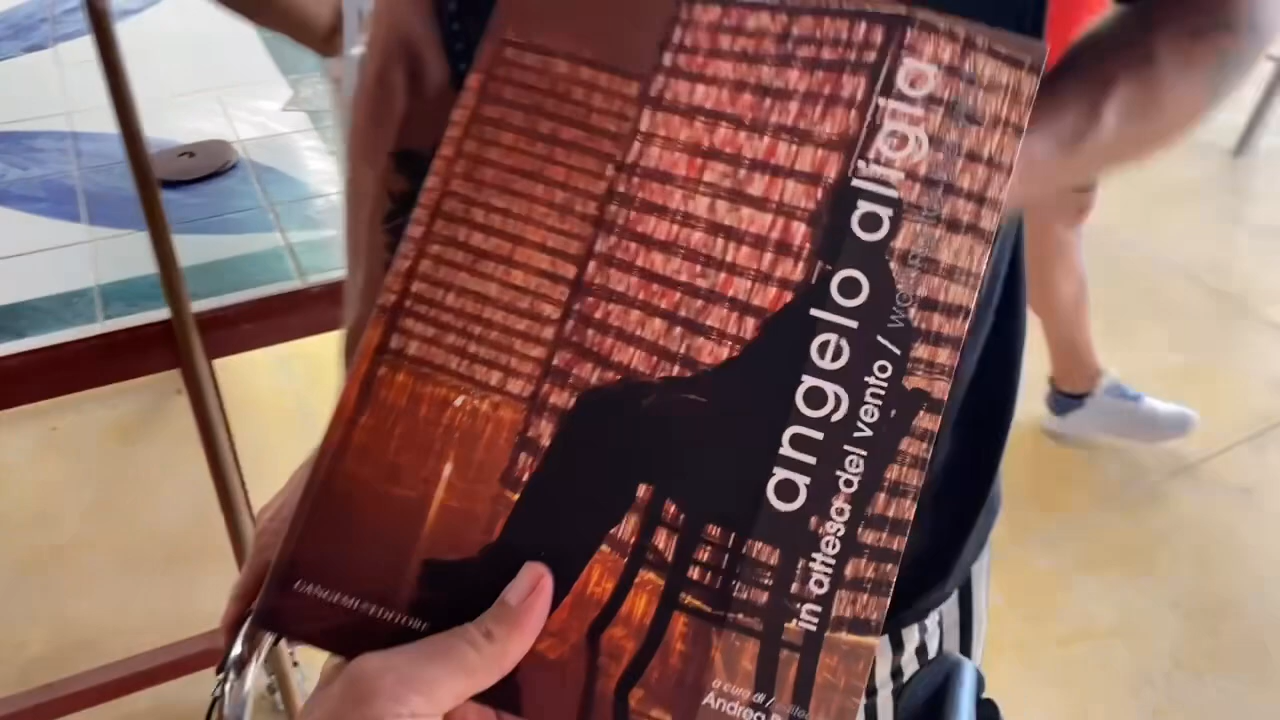 angelo aligia
in attesa del vento /
a cura di /
Andrea
GANGEMI EDITORE